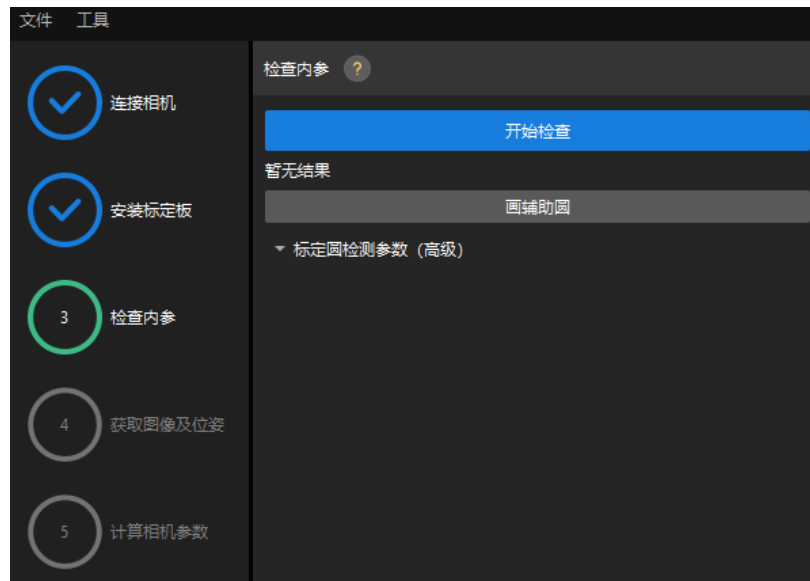 文件 工具
连接相机
安装标定板
3 检查内参
4 获取图像及位姿
5 计算相机参数
检查内参 ?
开始检查
暂无结果
画辅助圆
标定圆检测参数（高级）